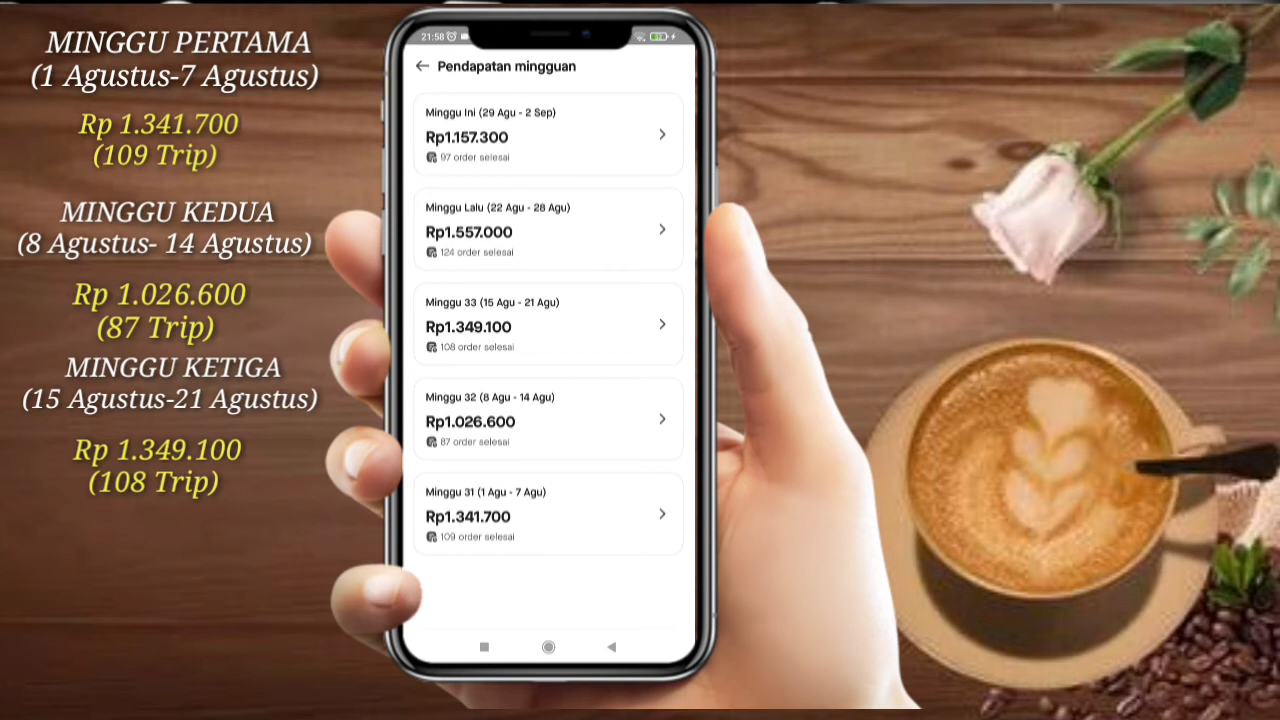 MINGGU PERTAMA
(1 Agustus-7 Agustus)
Rp 1.341.700
(109 Trip)
MINGGU KEDUA
(8 Agustus- 14 Agustus)
Rp 1.026.600
(87 Trip)
MINGGU KETIGA
(15 Agustus-21 Agustus)
Rp 1.349.100
(108 Trip)
21:58
Pendapatan mingguan
Minggu Ini (29 Agu - 2 Sep)
Rp1.157.300
97 order selesai
Minggu Lalu (22 Agu - 28 Agu)
Rp1.557.000
124 order selesai
Minggu 33 (15 Agu - 21 Agu)
Rp1.349.100
108 order selesai
Minggu 32 (8 Agu - 14 Agu)
Rp1.026.600
87 order selesai
Minggu 31 (1 Agu - 7 Agu)
Rp1.341.700
109 order selesai